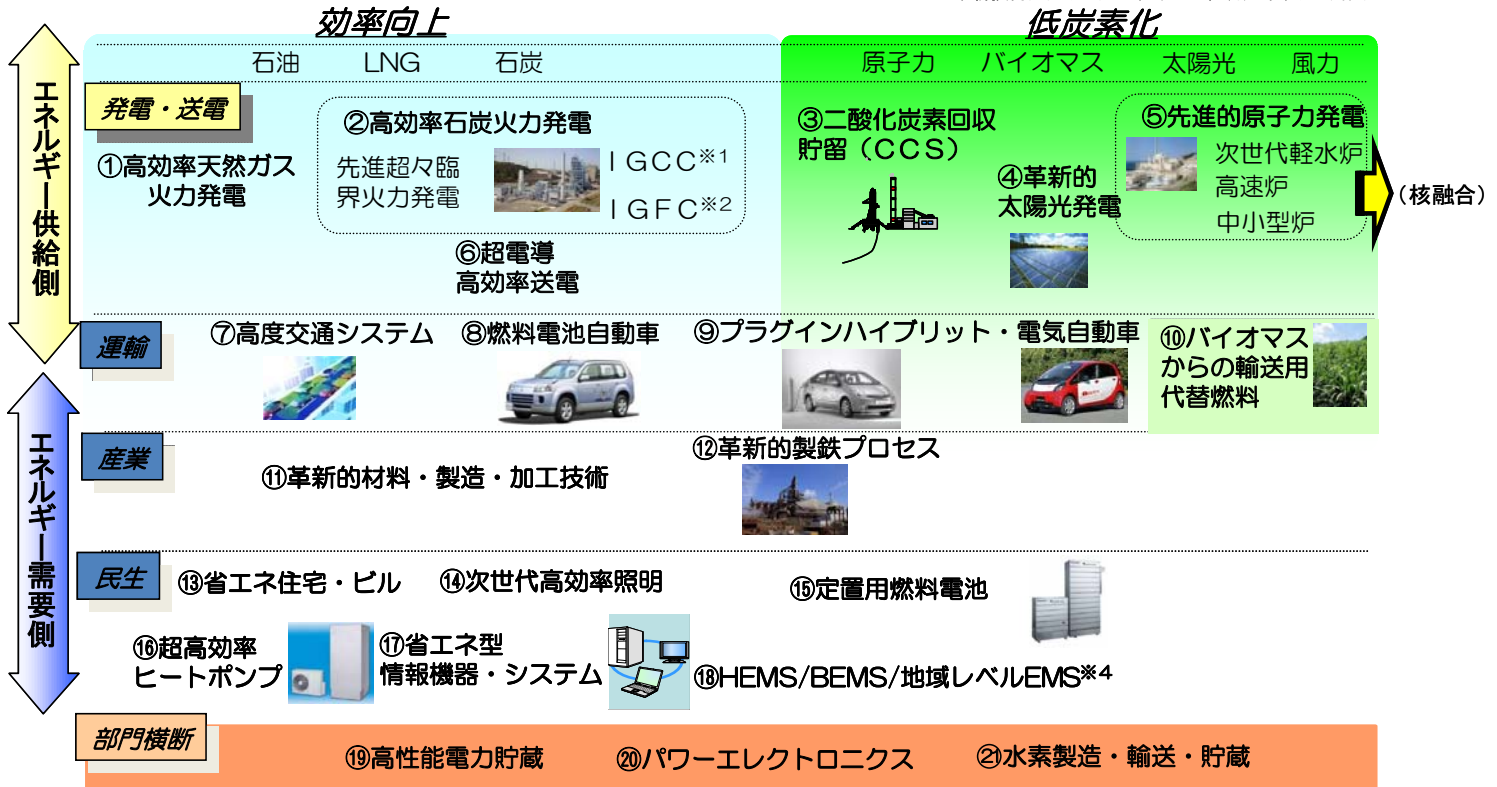 効率向上
低炭素化
石油 LNG 石炭 原子力 バイオマス 太陽光 風力
エネルギー供給側
発電・送電
①高効率天然ガス
火力発電
②高効率石炭火力発電
先進超々臨
界火力発電
IGCC※1
IGFC※2
③二酸化炭素回収
貯留（CCS）
④革新的
太陽光発電
⑤先進的原子力発電
次世代軽水炉
高速炉
中小型炉
（核融合）
⑥超電導
高効率送電
運輸
⑦高度交通システム
⑧燃料電池自動車
⑨プラグインハイブリット・電気自動車
⑩バイオマス
からの輸送用
代替燃料
エネルギー需要側
産業
⑪革新的材料・製造・加工技術
⑫革新的製鉄プロセス
民生
⑬省エネ住宅・ビル
⑭次世代高効率照明
⑮定置用燃料電池
⑯超高効率
ヒートポンプ
⑰省エネ型
情報機器・システム
⑱HEMS/BEMS/地域レベルEMS※4
部門横断
⑲高性能電力貯蔵
⑳パワーエレクトロニクス
㉑水素製造・輸送・貯蔵